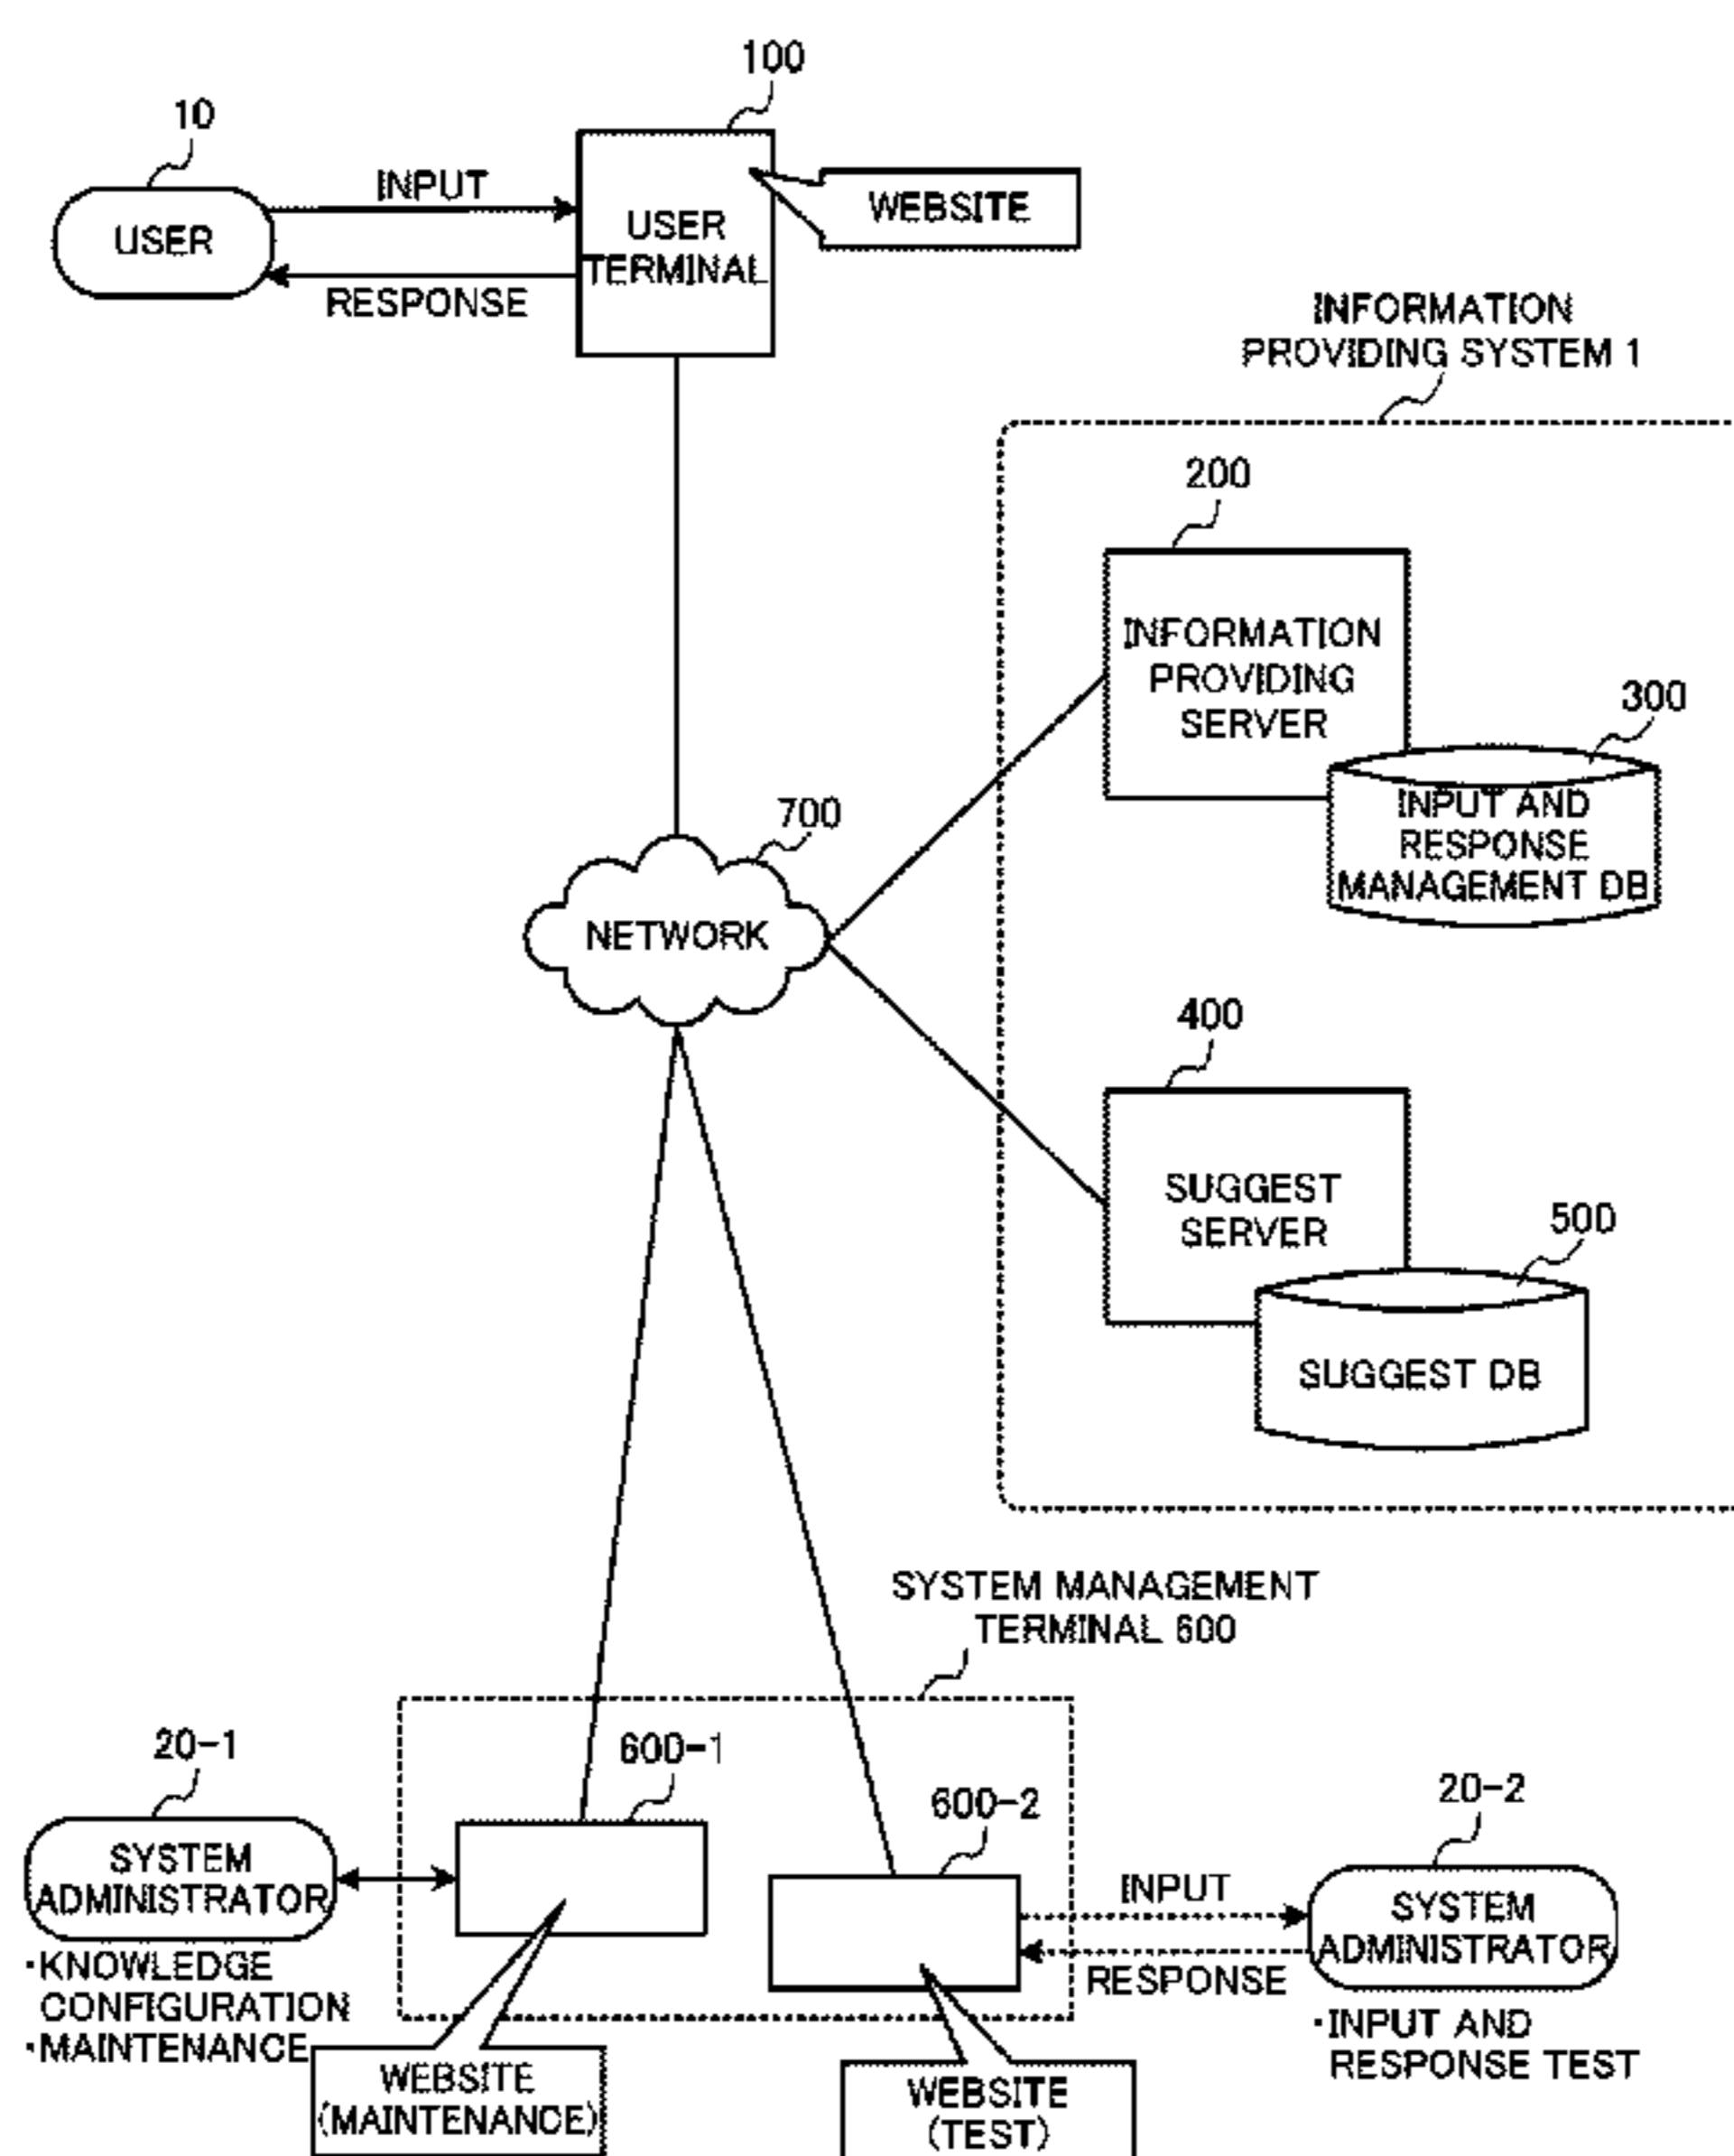 100
10
INPUT
USER
USER
TERMINAL
WEBSITE
RESPONSE
INFORMATION
PROVIDING SYSTEM 1
200
INFORMATION
PROVIDING
SERVER
300
INPUT AND
RESPONSE
MANAGEMENT DB
700
NETWORK
400
SUGGEST
SERVER
500
SUGGEST DB
SYSTEM MANAGEMENT
TERMINAL 600
20-1
600-1
600-2
20-2
SYSTEM
ADMINISTRATOR
・KNOWLEDGE
CONFIGURATION
・MAINTENANCE
INPUT
RESPONSE
SYSTEM
ADMINISTRATOR
・INPUT AND
RESPONSE TEST
WEBSITE
(MAINTENANCE)
WEBSITE
(TEST)